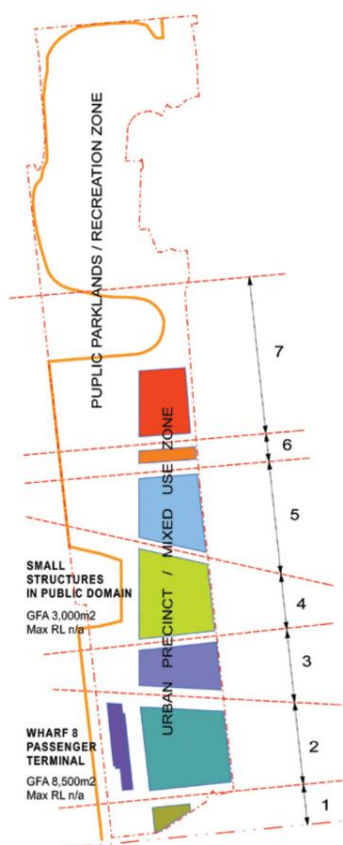 PUPLIC PARKLANDS / RECREATION ZONE
7
6
URBAN PRECINCT / MIXED USE ZONE
5
SMALL
STRUCTURES
IN PUBLIC DOMAIN
GFA 3,000m2
Max RL n/a
4
3
WHARF 8
PASSENGER
TERMINAL
GFA 8,500m2
Max RL n/a
2
1